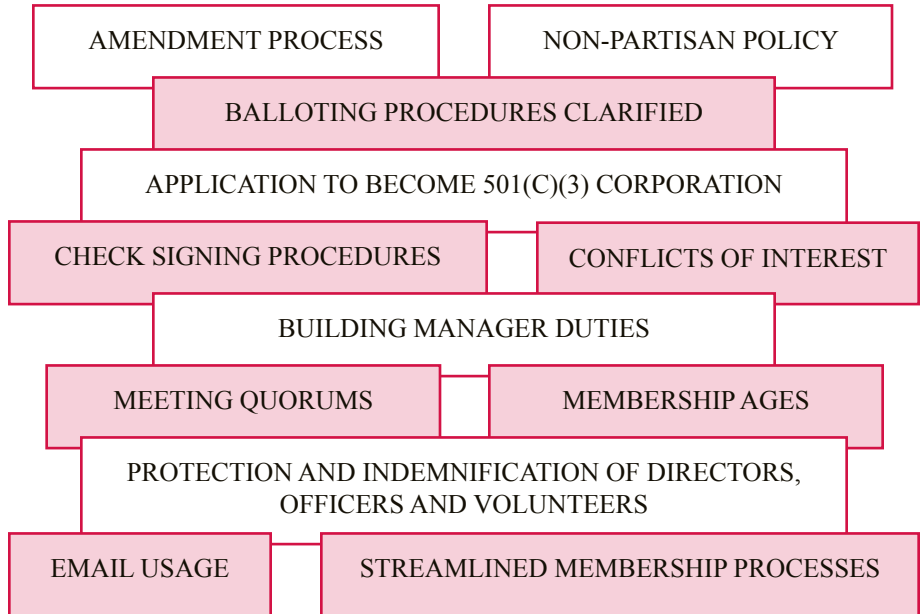 AMENDMENT PROCESS
NON-PARTISAN POLICY
BALLOTING PROCEDURES CLARIFIED
APPLICATION TO BECOME 501(C)(3) CORPORATION
CHECK SIGNING PROCEDURES
CONFLICTS OF INTEREST
BUILDING MANAGER DUTIES
MEETING QUORUMS
MEMBERSHIP AGES
PROTECTION AND INDEMNIFICATION OF DIRECTORS,
OFFICERS AND VOLUNTEERS
EMAIL USAGE
STREAMLINED MEMBERSHIP PROCESSES